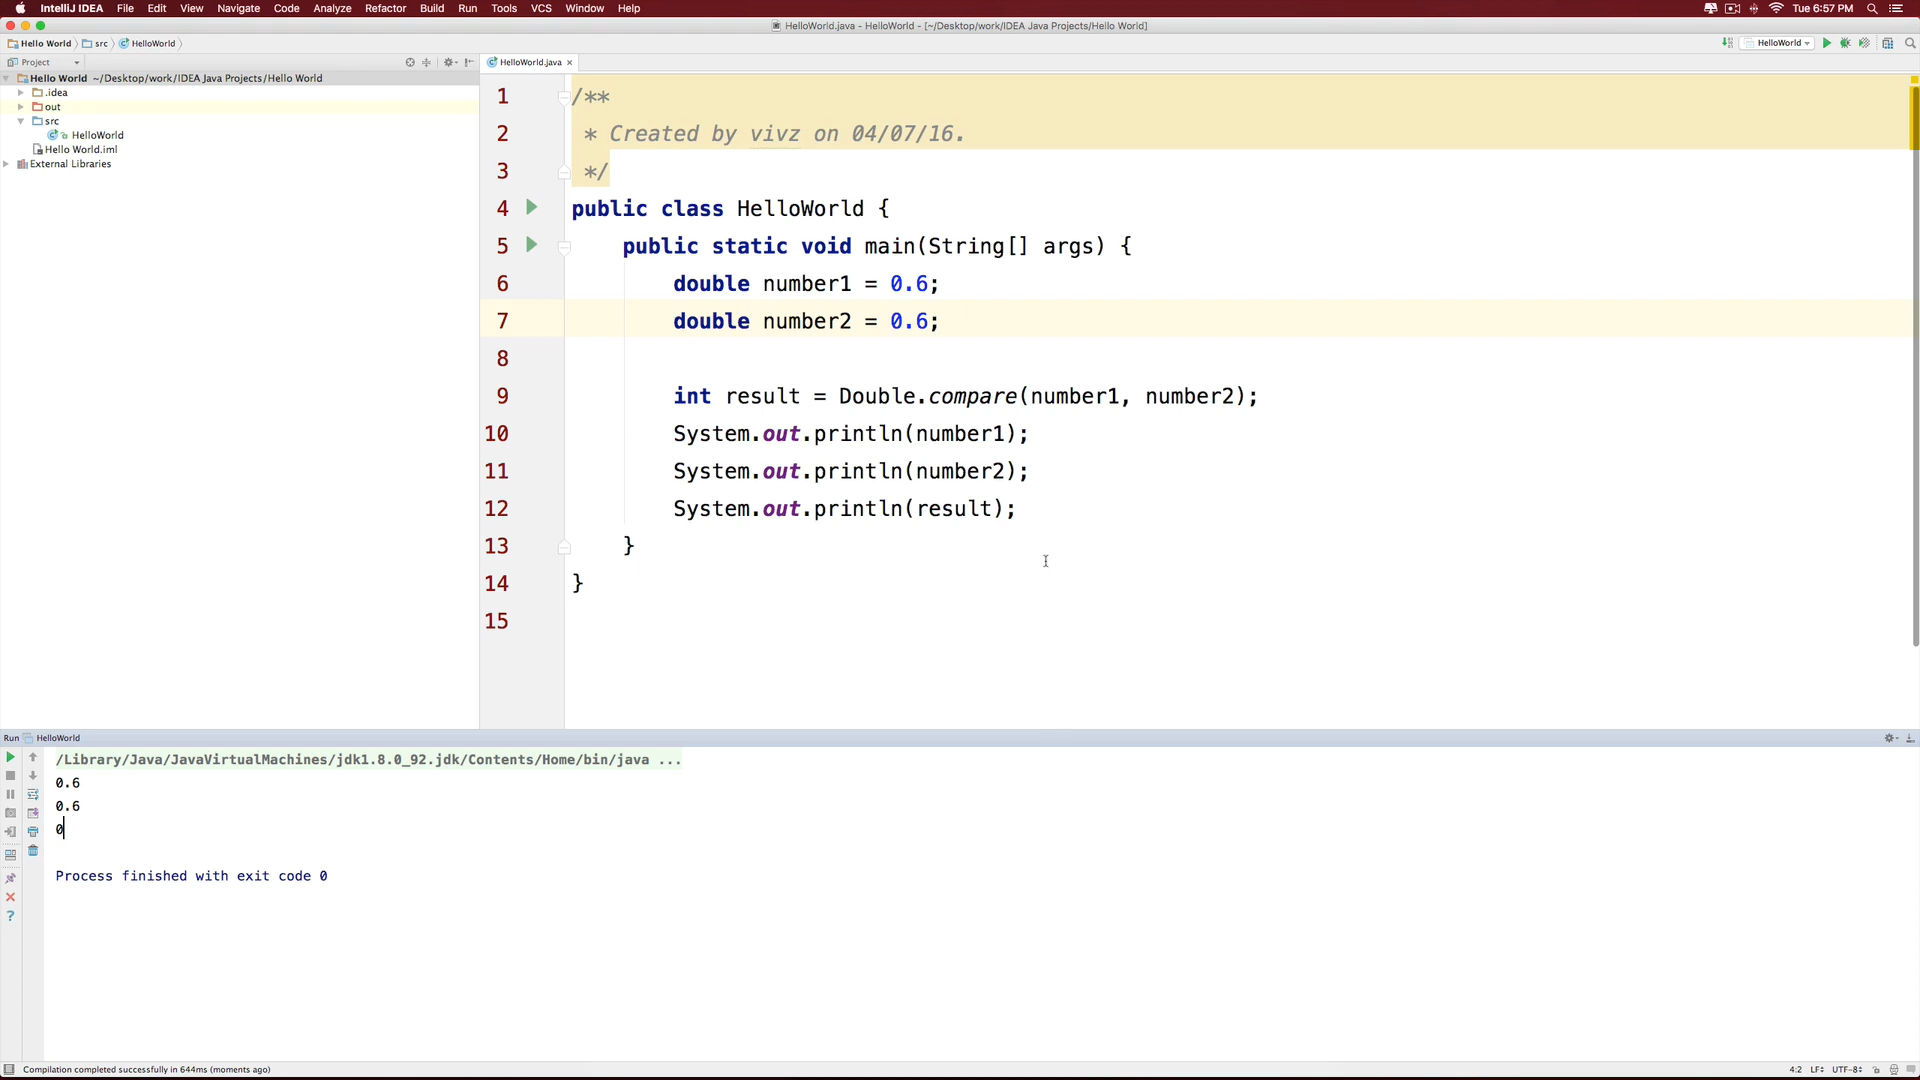 IntelliJ IDEA File Edit View Navigate Code Analyze Refactor Build Run Tools VCS Window Help Tue 6:57 PM
HelloWorld.java - HelloWorld - [~/Desktop/work/IDEA Java Projects/Hello World]
Hello World src HelloWorld HelloWorld
Project HelloWorld.java
Hello World ~/Desktop/work/IDEA Java Projects/Hello World
.idea
out
src
HelloWorld
Hello World.iml
External Libraries
1 /**
2 * Created by vivz on 04/07/16.
3 */
4 public class HelloWorld {
5 public static void main(String[] args) {
6 double number1 = 0.6;
7 double number2 = 0.6;
8
9 int result = Double.compare(number1, number2);
10 System.out.println(number1);
11 System.out.println(number2);
12 System.out.println(result);
13 }
14 }
15
Run HelloWorld
/Library/Java/JavaVirtualMachines/jdk1.8.0_92.jdk/Contents/Home/bin/java ...
0.6
0.6
0
Process finished with exit code 0
Compilation completed successfully in 644ms (moments ago) 4:2 LF UTF-8